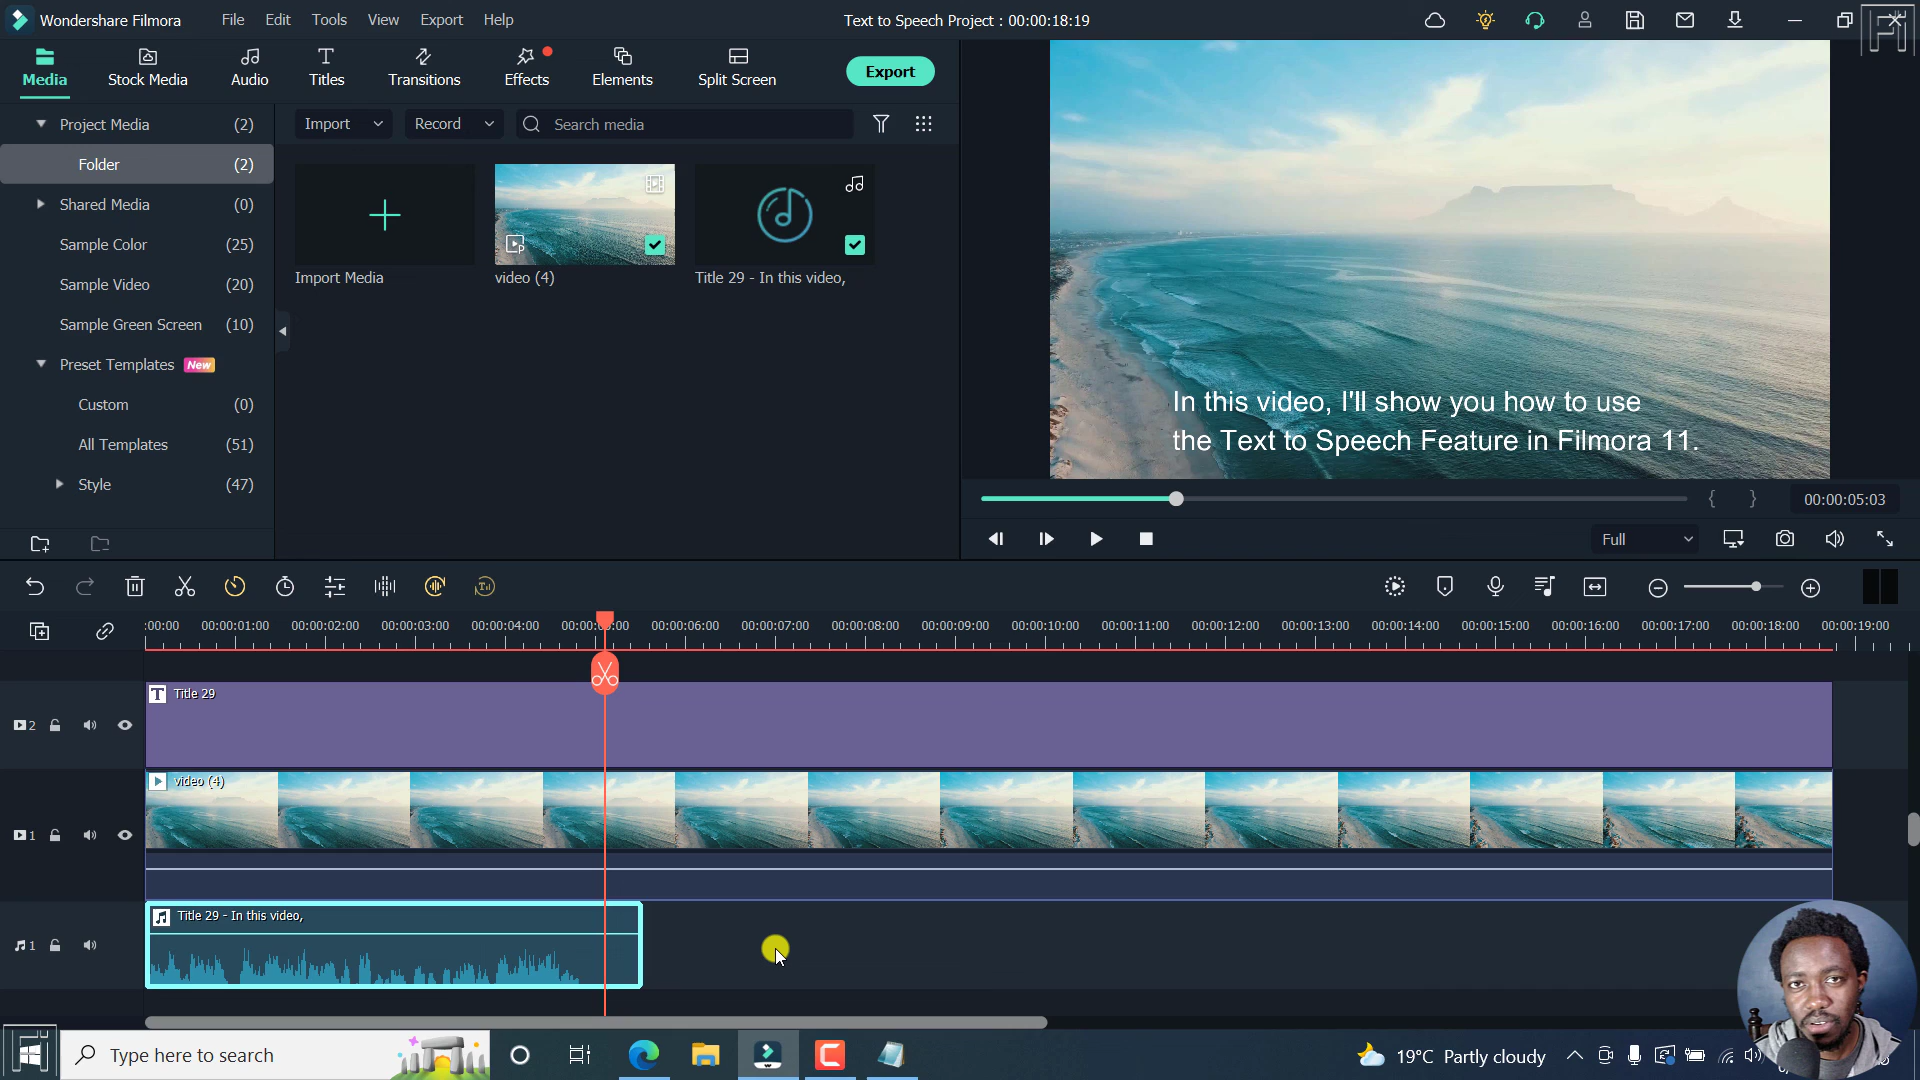 Wondershare Filmora
File Edit Tools View Export Help
Text to Speech Project : 00:00:18:19
Media Stock Media Audio Titles Transitions Effects Elements Split Screen Export
Project Media (2)
Folder (2)
Shared Media (0)
Sample Color (25)
Sample Video (20)
Sample Green Screen (10)
Preset Templates New
Custom (0)
All Templates (51)
Style (47)
Import Record Search media
Import Media video (4) Title 29 - In this video,
In this video, I'll show you how to use
the Text to Speech Feature in Filmora 11.
00:00:05:03
Full
:00:00 00:00:01:00 00:00:02:00 00:00:03:00 00:00:04:00 00:00:06:00 00:00:07:00 00:00:08:00 00:00:09:00 00:00:10:00 00:00:11:00 00:00:12:00 00:00:13:00 00:00:14:00 00:00:15:00 00:00:16:00 00:00:17:00 00:00:18:00 00:00:19:00
T Title 29
2
video (4)
1
Title 29 - In this video,
1
Type here to search
19°C Partly cloudy